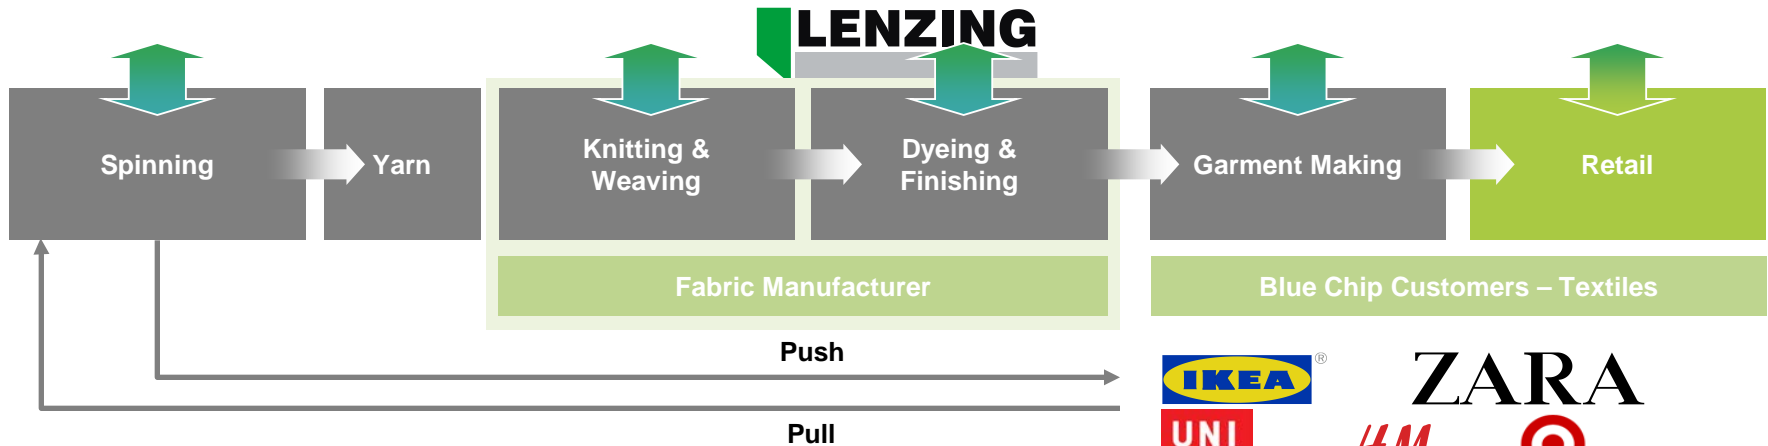 LENZING
Spinning
Yarn
Knitting &
Weaving
Dyeing &
Finishing
Garment Making
Retail
Fabric Manufacturer
Blue Chip Customers – Textiles
Push
Pull
IKEA ®
ZARA
UNI
H&M